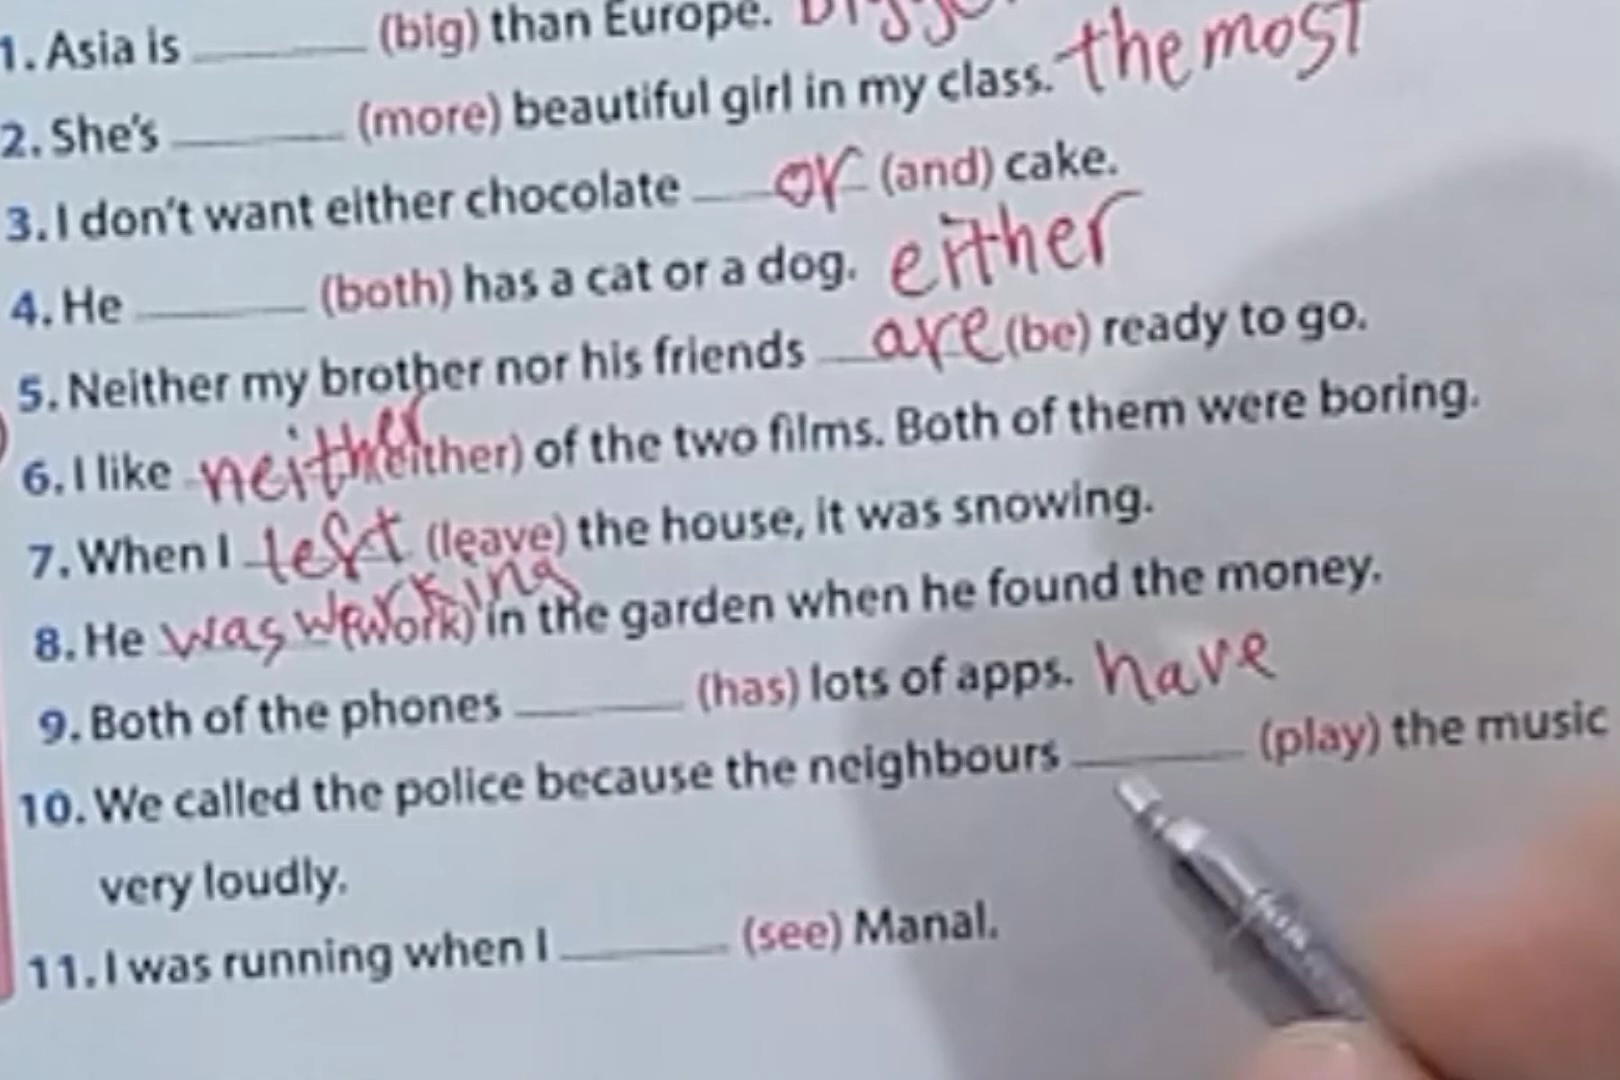 1. Asia is ______ (big) than Europe. bigge
2. She's ______ (more) beautiful girl in my class. the most
3. I don't want either chocolate ___or___ (and) cake.
4. He ______ (both) has a cat or a dog. either
5. Neither my brother nor his friends ___are (be) ready to go.
6. I like neither (either) of the two films. Both of them were boring.
7. When I left (leave) the house, it was snowing.
8. He was working (work) in the garden when he found the money.
9. Both of the phones ______ (has) lots of apps. have
10. We called the police because the neighbours ______ (play) the music
very loudly.
11. I was running when I ______ (see) Manal.